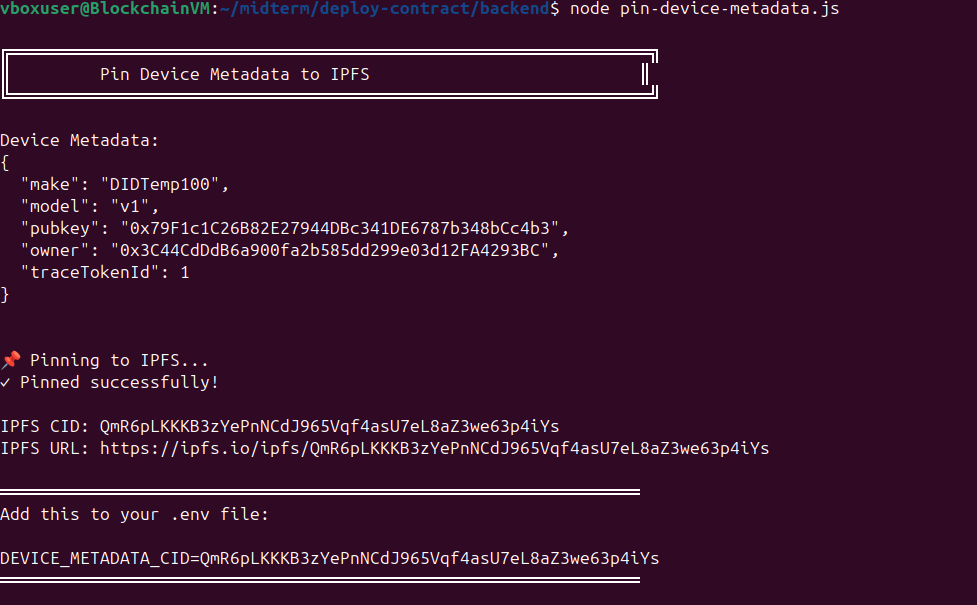 vboxuser@BlockchainVM:~/midterm/deploy-contract/backend$ node pin-device-metadata.js
Pin Device Metadata to IPFS
Device Metadata:
{
"make": "DIDTemp100",
"model": "v1",
"pubkey": "0x79F1c1C26B82E27944DBc341DE6787b348bCc4b3",
"owner": "0x3C44CdDdB6a900fa2b585dd299e03d12FA4293BC",
"traceTokenId": 1
}
📌 Pinning to IPFS...
✓ Pinned successfully!
IPFS CID: QmR6pLKKKB3zYePnNCdJ965Vqf4asU7eL8aZ3we63p4iYs
IPFS URL: https://ipfs.io/ipfs/QmR6pLKKKB3zYePnNCdJ965Vqf4asU7eL8aZ3we63p4iYs
Add this to your .env file:
DEVICE_METADATA_CID=QmR6pLKKKB3zYePnNCdJ965Vqf4asU7eL8aZ3we63p4iYs